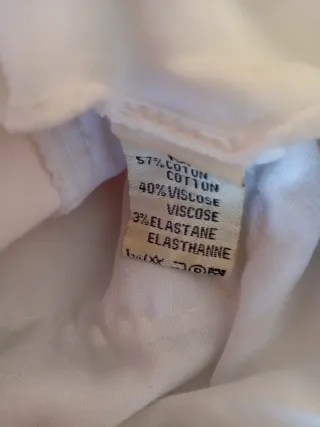 57%COTON
COTTON
40%VISCOSE
VISCOSE
3%ELASTANE
ELASTHANNE